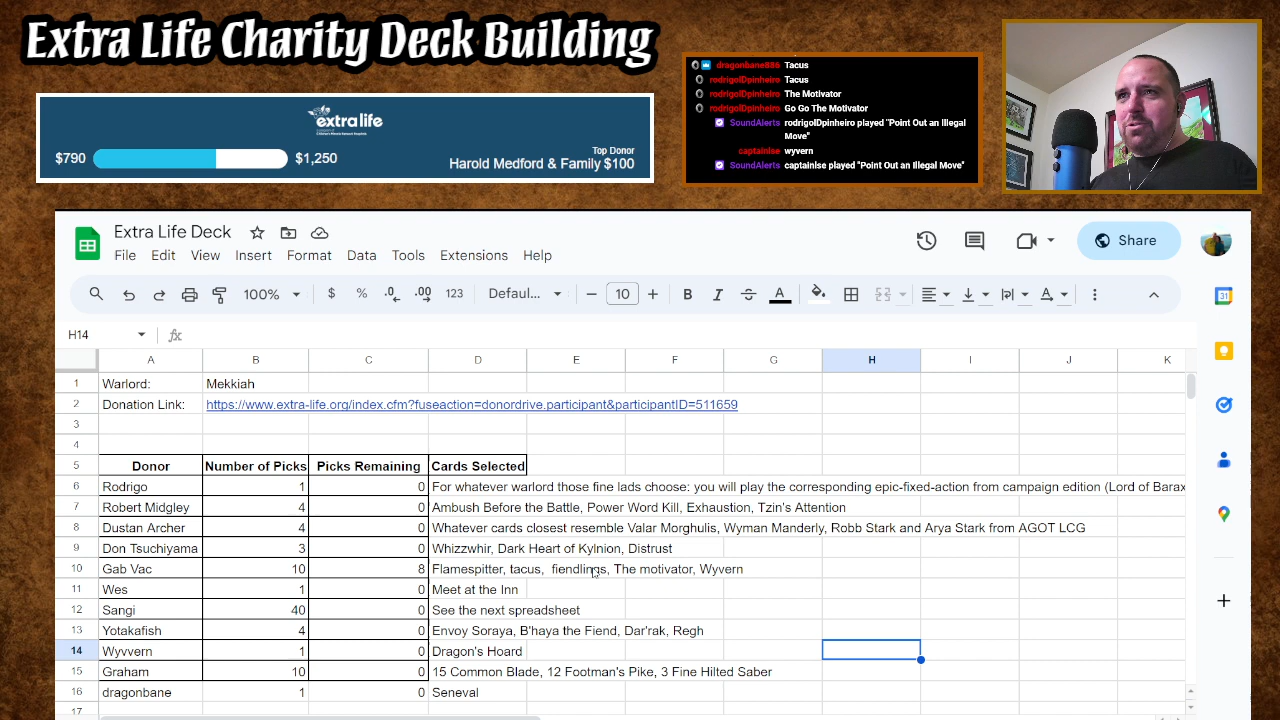 Extra Life Charity Deck Building
extralife
$790
$1,250
Top Donor
Harold Medford & Family $100
dragonbane886 Tacus
rodrigolDpinheiro Tacus
rodrigolDpinheiro The Motivator
rodrigolDpinheiro Go Go The Motivator
SoundAlerts rodrigolDpinheiro played "Point Out an Illegal
Move"
captainlse wyvern
SoundAlerts captainlse played "Point Out an Illegal Move"
Extra Life Deck
Share
File Edit View Insert Format Data Tools Extensions Help
100% $ % .0 .00 123 Defaul... − 10 + B I A
31
H14 fx
A B C D E F G H I J K
1 Warlord: Mekkiah
2 Donation Link: https://www.extra-life.org/index.cfm?fuseaction=donordrive.participant&participantID=511659
3
4
5 Donor Number of Picks Picks Remaining Cards Selected
6 Rodrigo 1 0 For whatever warlord those fine lads choose: you will play the corresponding epic-fixed-action from campaign edition (Lord of Barax
7 Robert Midgley 4 0 Ambush Before the Battle, Power Word Kill, Exhaustion, Tzin's Attention
8 Dustan Archer 4 0 Whatever cards closest resemble Valar Morghulis, Wyman Manderly, Robb Stark and Arya Stark from AGOT LCG
9 Don Tsuchiyama 3 0 Whizzwhir, Dark Heart of Kylnion, Distrust
10 Gab Vac 10 8 Flamespitter, tacus, fiendlings, The motivator, Wyvern
11 Wes 1 0 Meet at the Inn
12 Sangi 40 0 See the next spreadsheet
13 Yotakafish 4 0 Envoy Soraya, B'haya the Fiend, Dar'rak, Regh
14 Wyvvern 1 0 Dragon's Hoard
15 Graham 10 0 15 Common Blade, 12 Footman's Pike, 3 Fine Hilted Saber
16 dragonbane 1 0 Seneval
17